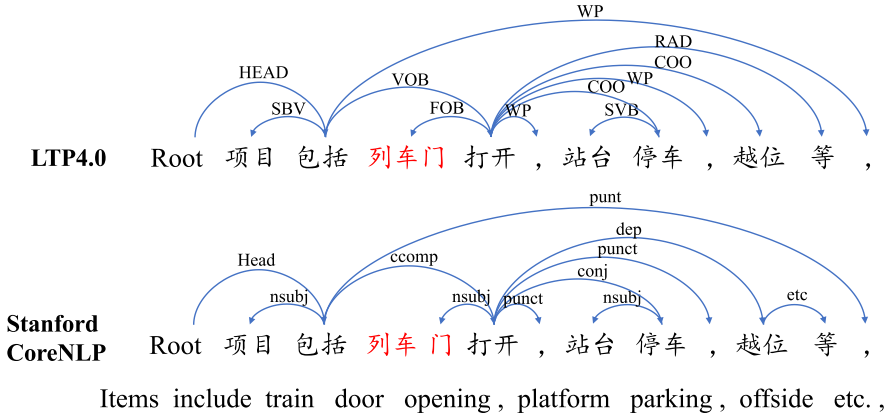 WP
RAD
COO
HEAD VOB WP
COO
SBV FOB WP SVB
LTP4.0 Root 项目 包括 列车门 打开 , 站台 停车 , 越位 等 ,
punt
dep
Head ccomp punct
conj
nsubj nsubj punct nsubj etc
Stanford
CoreNLP Root 项目 包括 列车 门 打开 , 站台 停车 , 越位 等 ,
Items include train door opening , platform parking , offside etc. ,